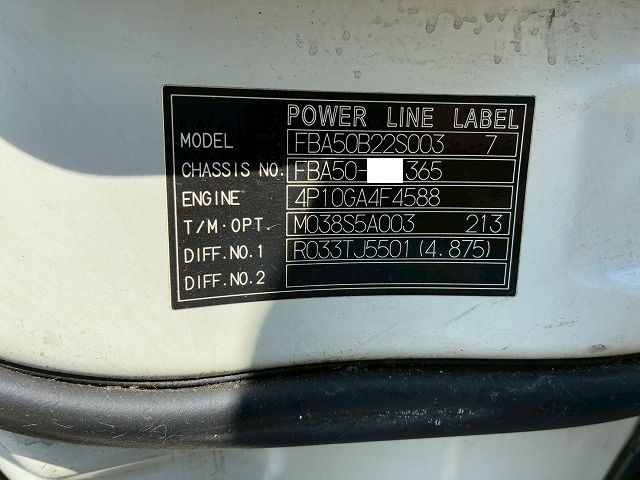 POWER LINE LABEL
MODEL FBA50B22S003 7
CHASSIS NO. FBA50- 365
ENGINE 4P10GA4F4588
T/M·OPT. M038S5A003 213
DIFF.NO.1 R033TJ5501(4.875)
DIFF.NO.2